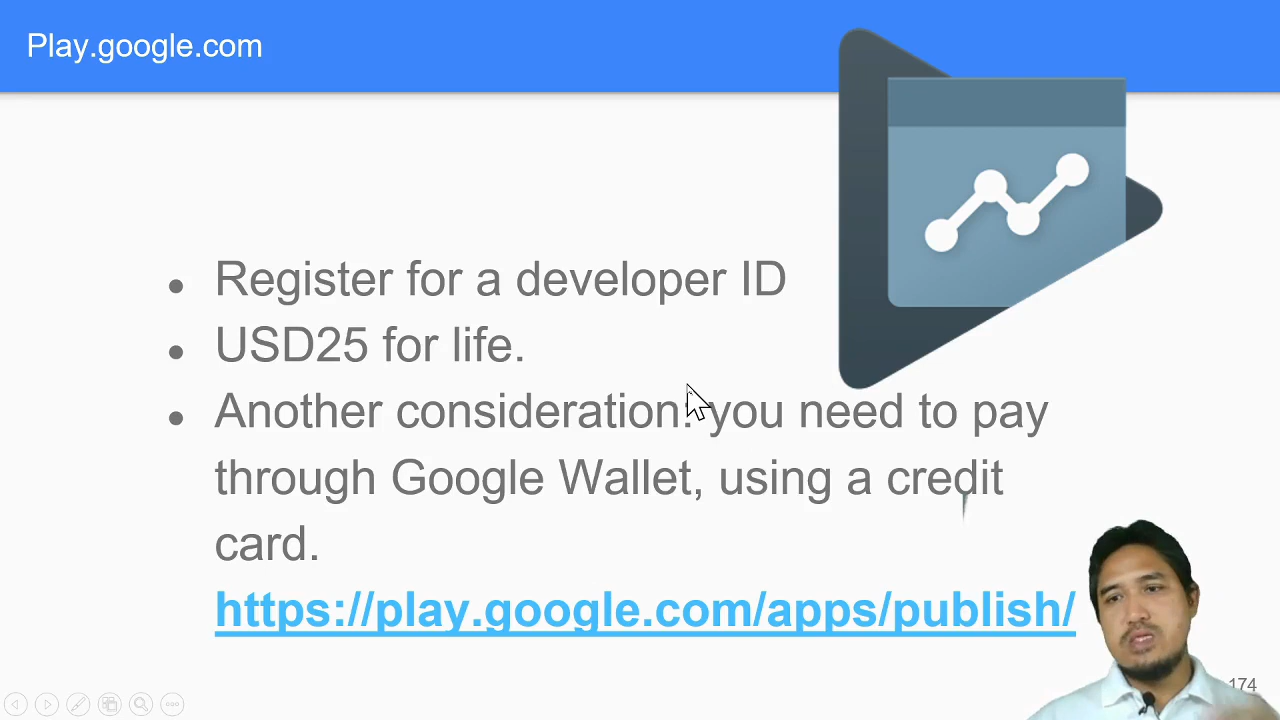 Play.google.com
Register for a developer ID
USD25 for life.
Another consideration: you need to pay
through Google Wallet, using a credit
card.
https://play.google.com/apps/publish/
174